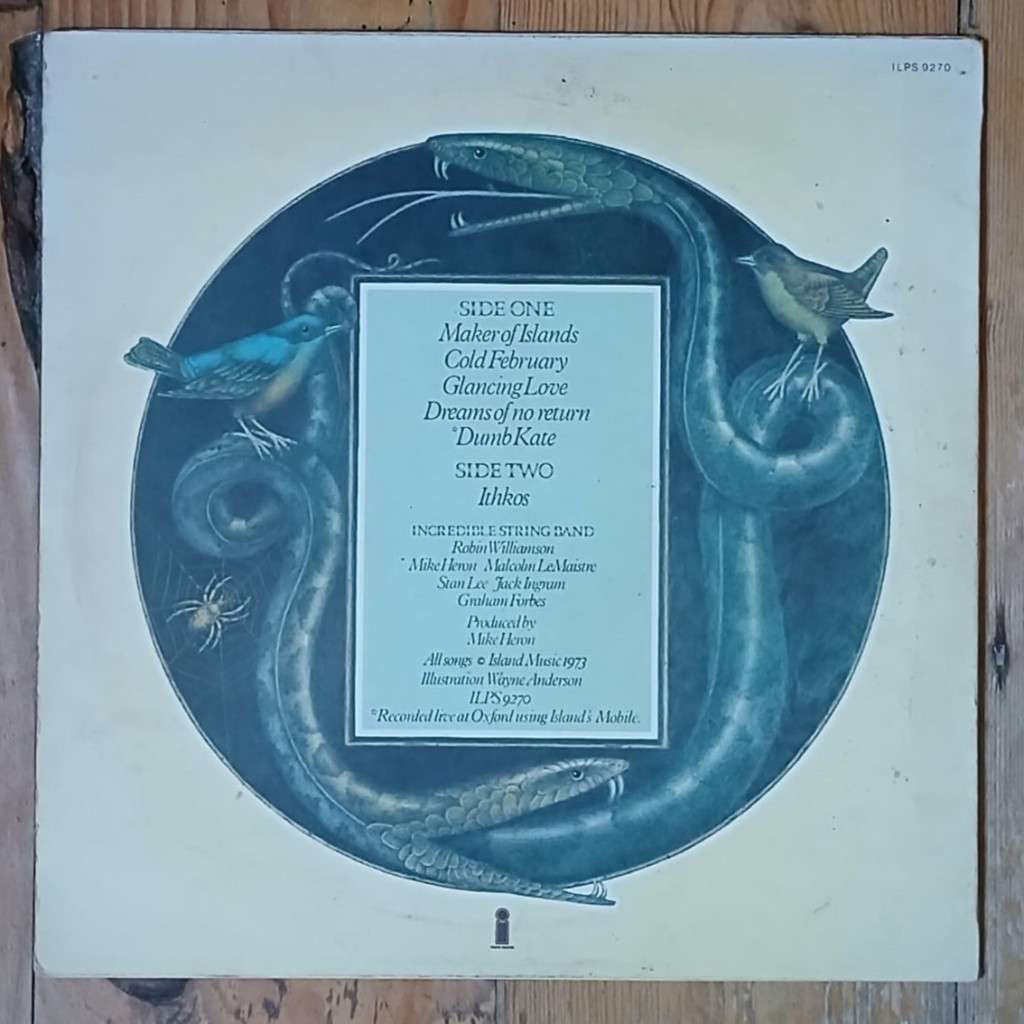 ILPS 9270
SIDE ONE
Maker of Islands
Cold February
Glancing Love
Dreams of no return
°Dumb Kate
SIDE TWO
Ithkos
INCREDIBLE STRING BAND
Robin Williamson
Mike Heron Malcolm LeMaistre
Stan Lee Jack Ingram
Graham Forbes
Produced by
Mike Heron
All songs © Island Music 1973
Illustration Wayne Anderson
ILPS 9270
°Recorded live at Oxford using Island's Mobile.